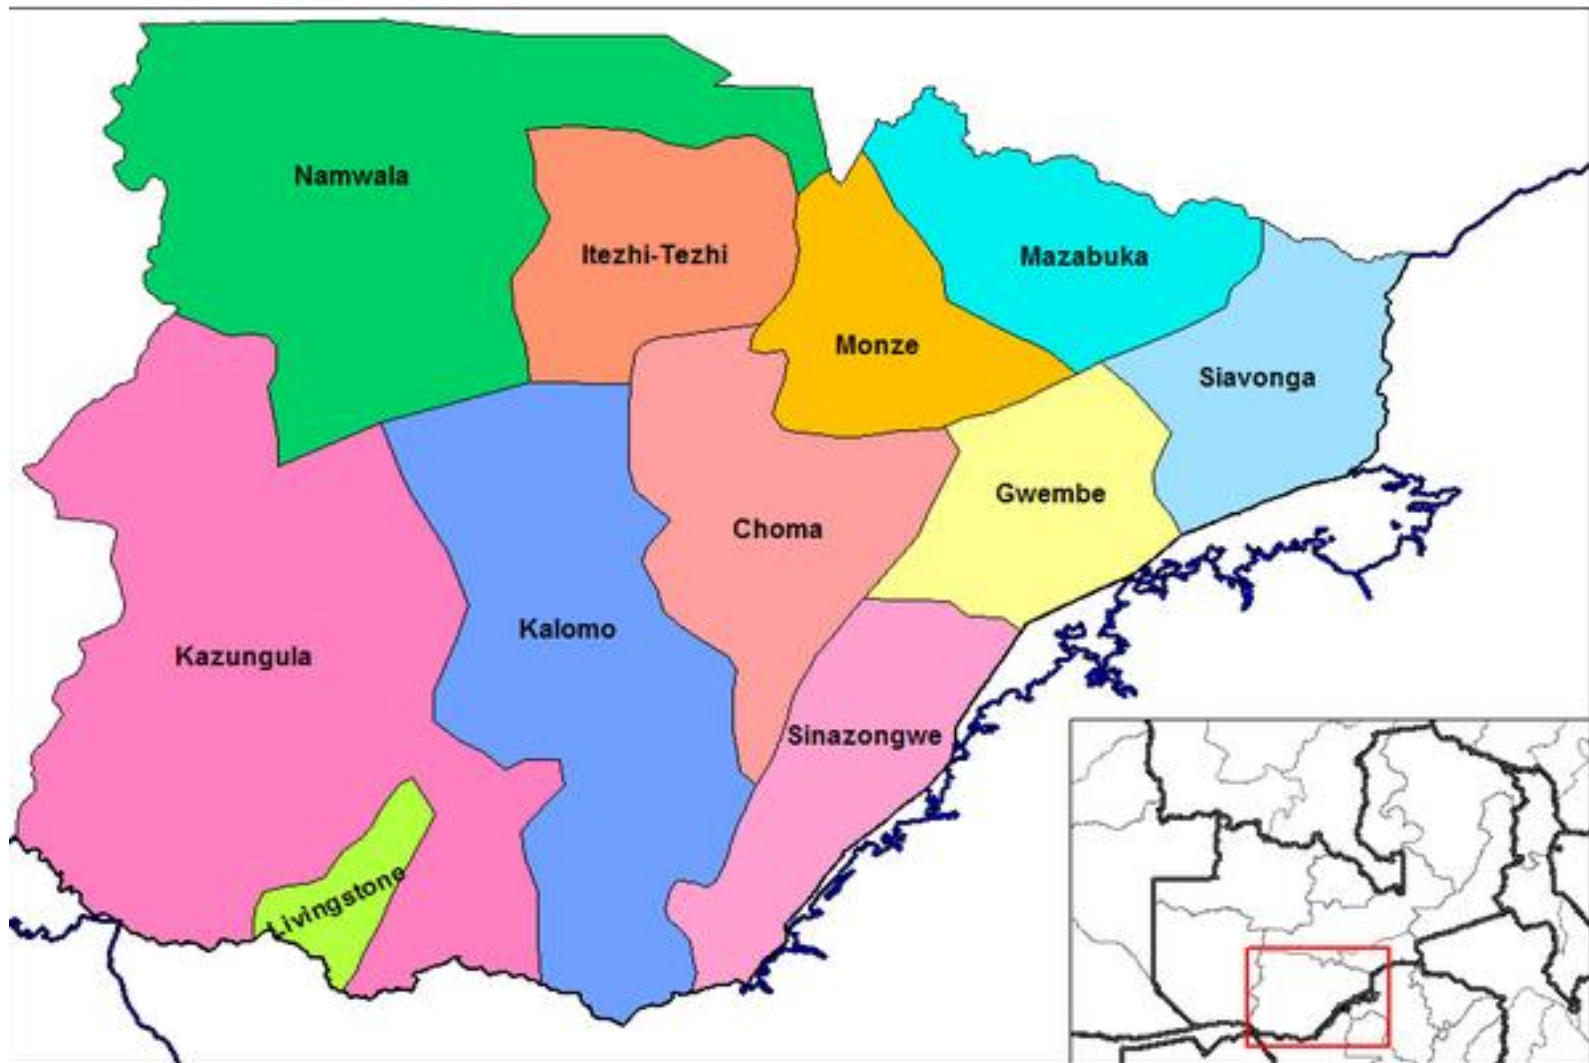 Namwala
Itezhi-Tezhi
Mazabuka
Monze
Siavonga
Gwembe
Choma
Kalomo
Kazungula
Sinazongwe
Livingstone